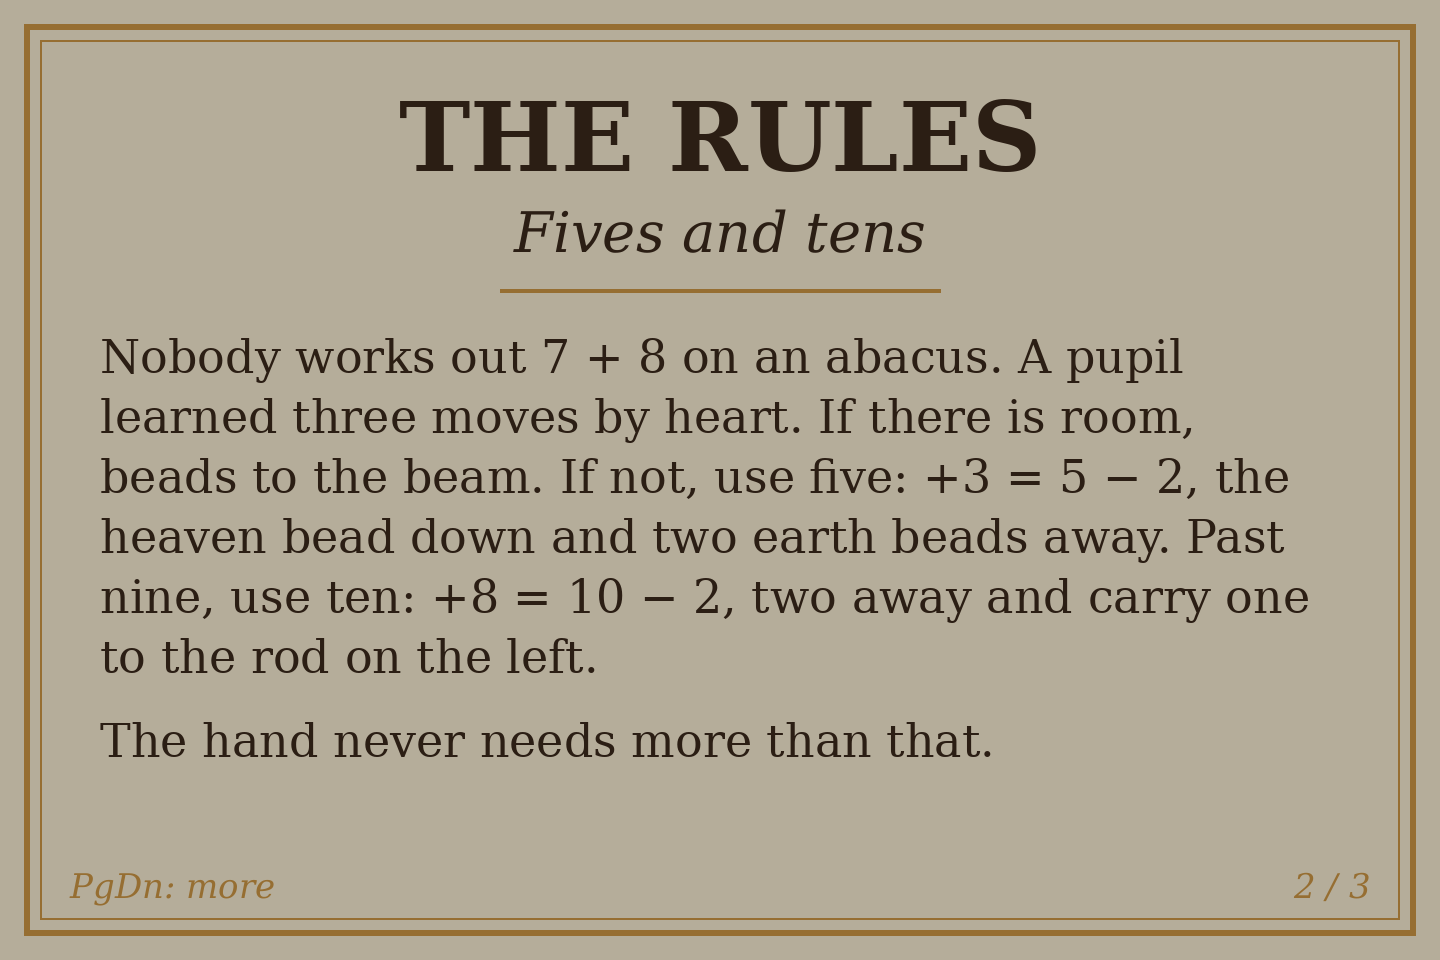 THE RULES
Fives and tens
Nobody works out 7 + 8 on an abacus. A pupil
learned three moves by heart. If there is room,
beads to the beam. If not, use five: +3 = 5 − 2, the
heaven bead down and two earth beads away. Past
nine, use ten: +8 = 10 − 2, two away and carry one
to the rod on the left.
The hand never needs more than that.
PgDn: more
2 / 3